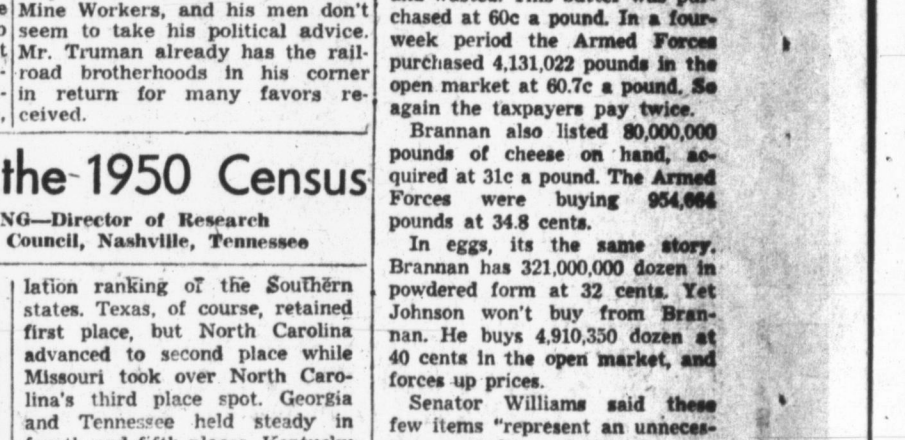 Mine Workers, and his men don't
seem to take his political advice.
Mr. Truman already has the rail-
road brotherhoods in his corner
in return for many favors re-
ceived.
the 1950 Census
NG—Director of Research
Council, Nashville, Tennessee
lation ranking of the Southern
states. Texas, of course, retained
first place, but North Carolina
advanced to second place while
Missouri took over North Caro-
lina's third place spot. Georgia
and Tennessee held steady in
chased at 60c a pound. In a four-
week period the Armed Forces
purchased 4,131,022 pounds in the
open market at 60.7c a pound. So
again the taxpayers pay twice.
Brannan also listed 80,000,000
pounds of cheese on hand, ac-
quired at 31c a pound. The Armed
Forces were buying 954,664
pounds at 34.8 cents.
In eggs, its the same story.
Brannan has 321,000,000 dozen in
powdered form at 32 cents. Yet
Johnson won't buy from Bran-
nan. He buys 4,910,350 dozen at
40 cents in the open market, and
forces up prices.
Senator Williams said these
few items "represent an unneces-